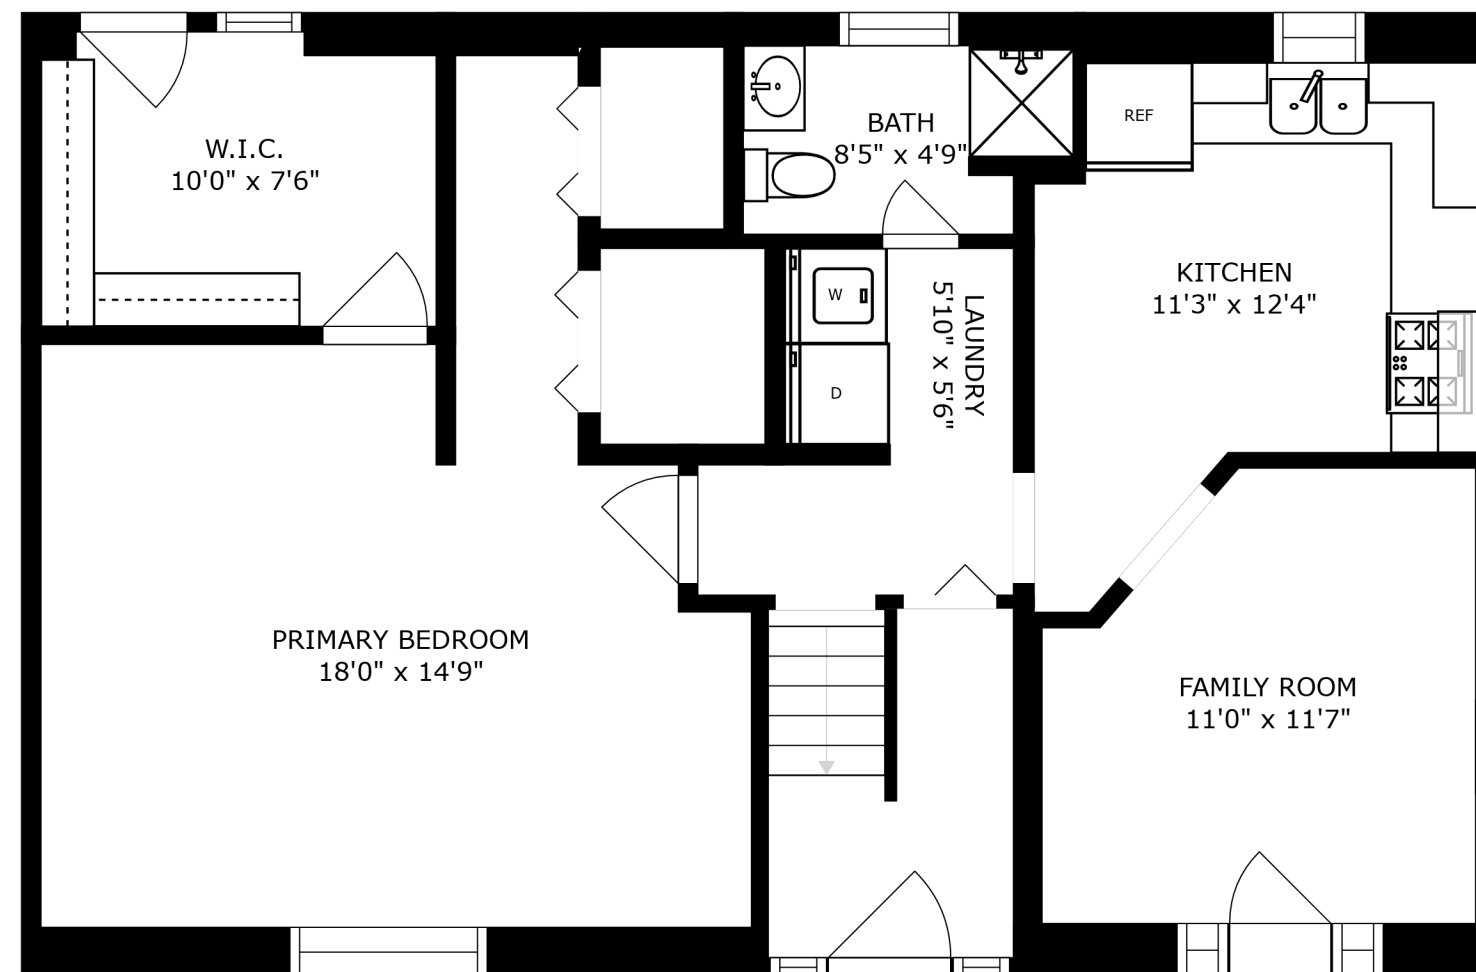 W.I.C.
10'0" x 7'6"
BATH
8'5" x 4'9"
REF
KITCHEN
11'3" x 12'4"
W
D
LAUNDRY
5'10" x 5'6"
PRIMARY BEDROOM
18'0" x 14'9"
FAMILY ROOM
11'0" x 11'7"